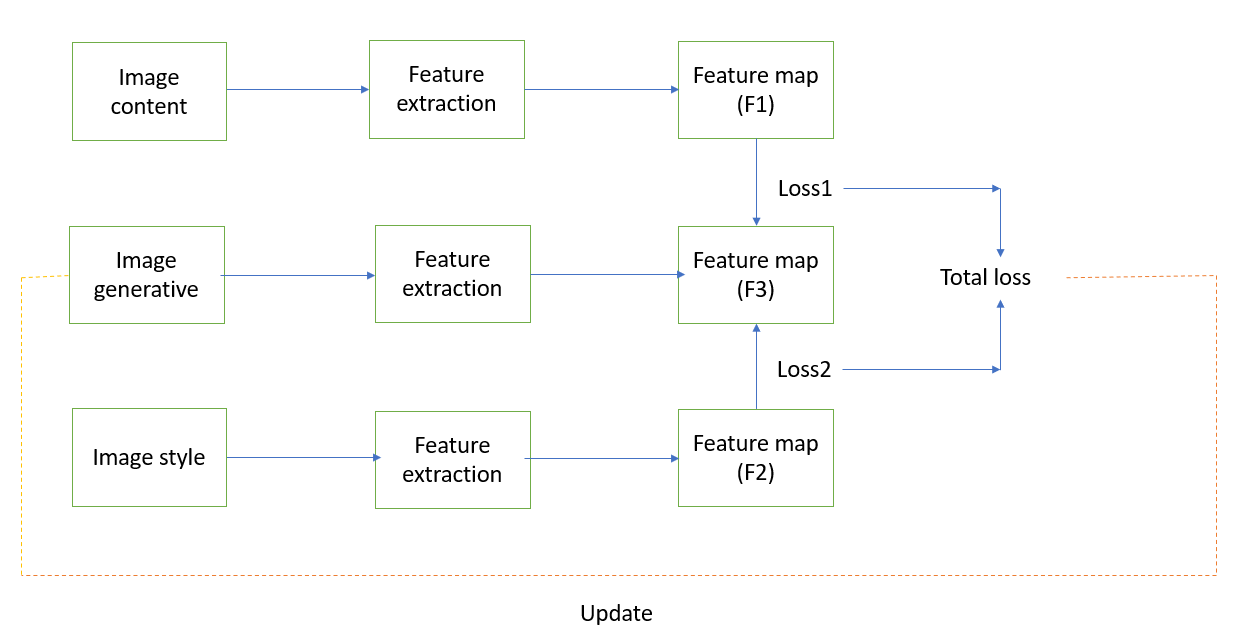 Image
content
Feature
extraction
Feature map
(F1)
Loss1
Image
generative
Feature
extraction
Feature map
(F3)
Total loss
Loss2
Image style
Feature
extraction
Feature map
(F2)
Update